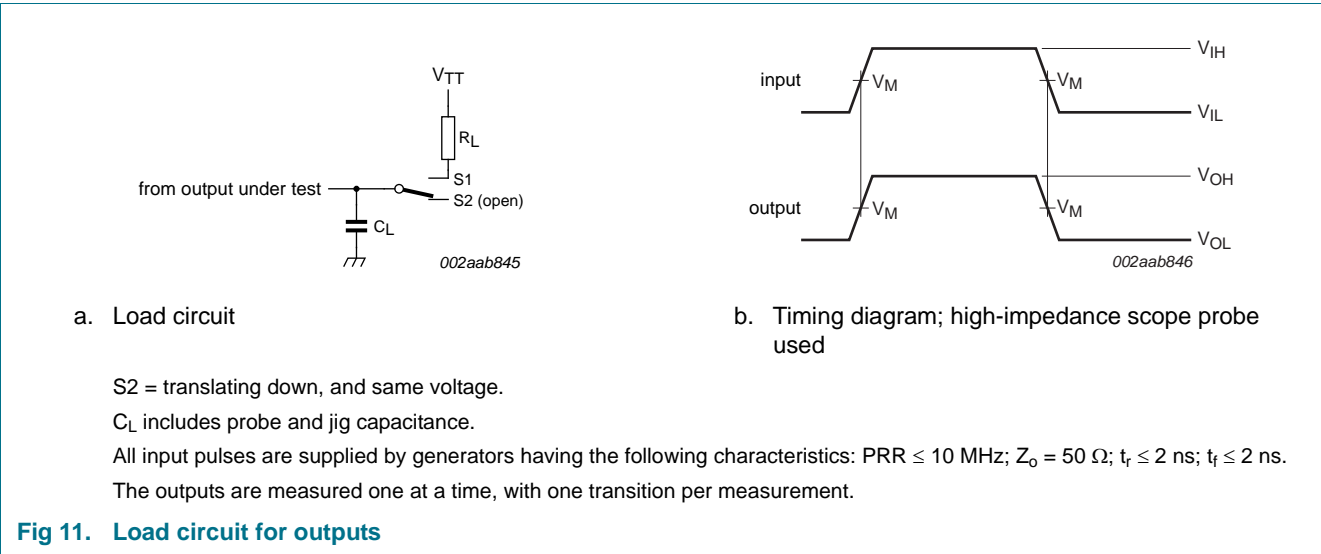 VTT
RL
S1
from output under test
S2 (open)
CL
002aab845
input
VM
VM
VIH
VIL
output
VM
VM
VOH
VOL
002aab846
a. Load circuit
b. Timing diagram; high-impedance scope probe
used
S2 = translating down, and same voltage.
CL includes probe and jig capacitance.
All input pulses are supplied by generators having the following characteristics: PRR ≤ 10 MHz; Zo = 50 Ω; tr ≤ 2 ns; tf ≤ 2 ns.
The outputs are measured one at a time, with one transition per measurement.
Fig 11. Load circuit for outputs